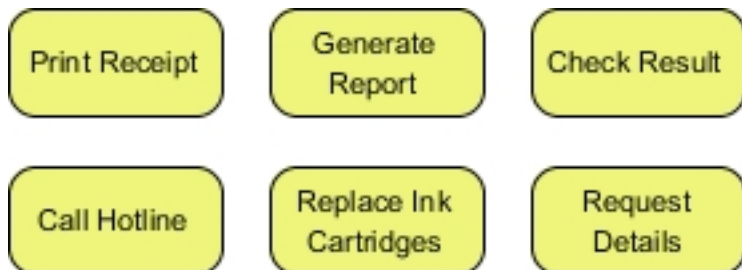 Print Receipt
Generate
Report
Check Result
Call Hotline
Replace Ink
Cartridges
Request
Details